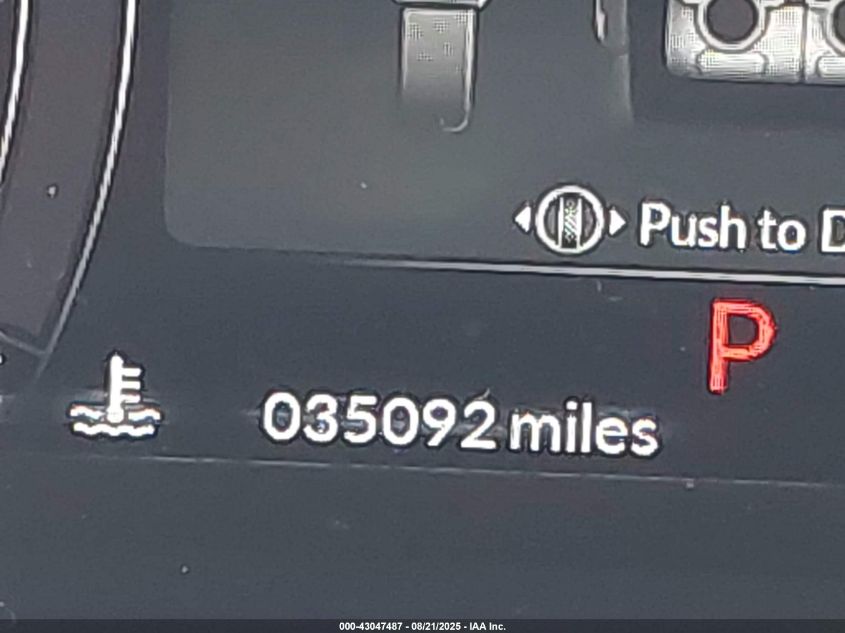 Push to D
P
035092 miles
000-43047487 - 08/21/2025 - IAA Inc.